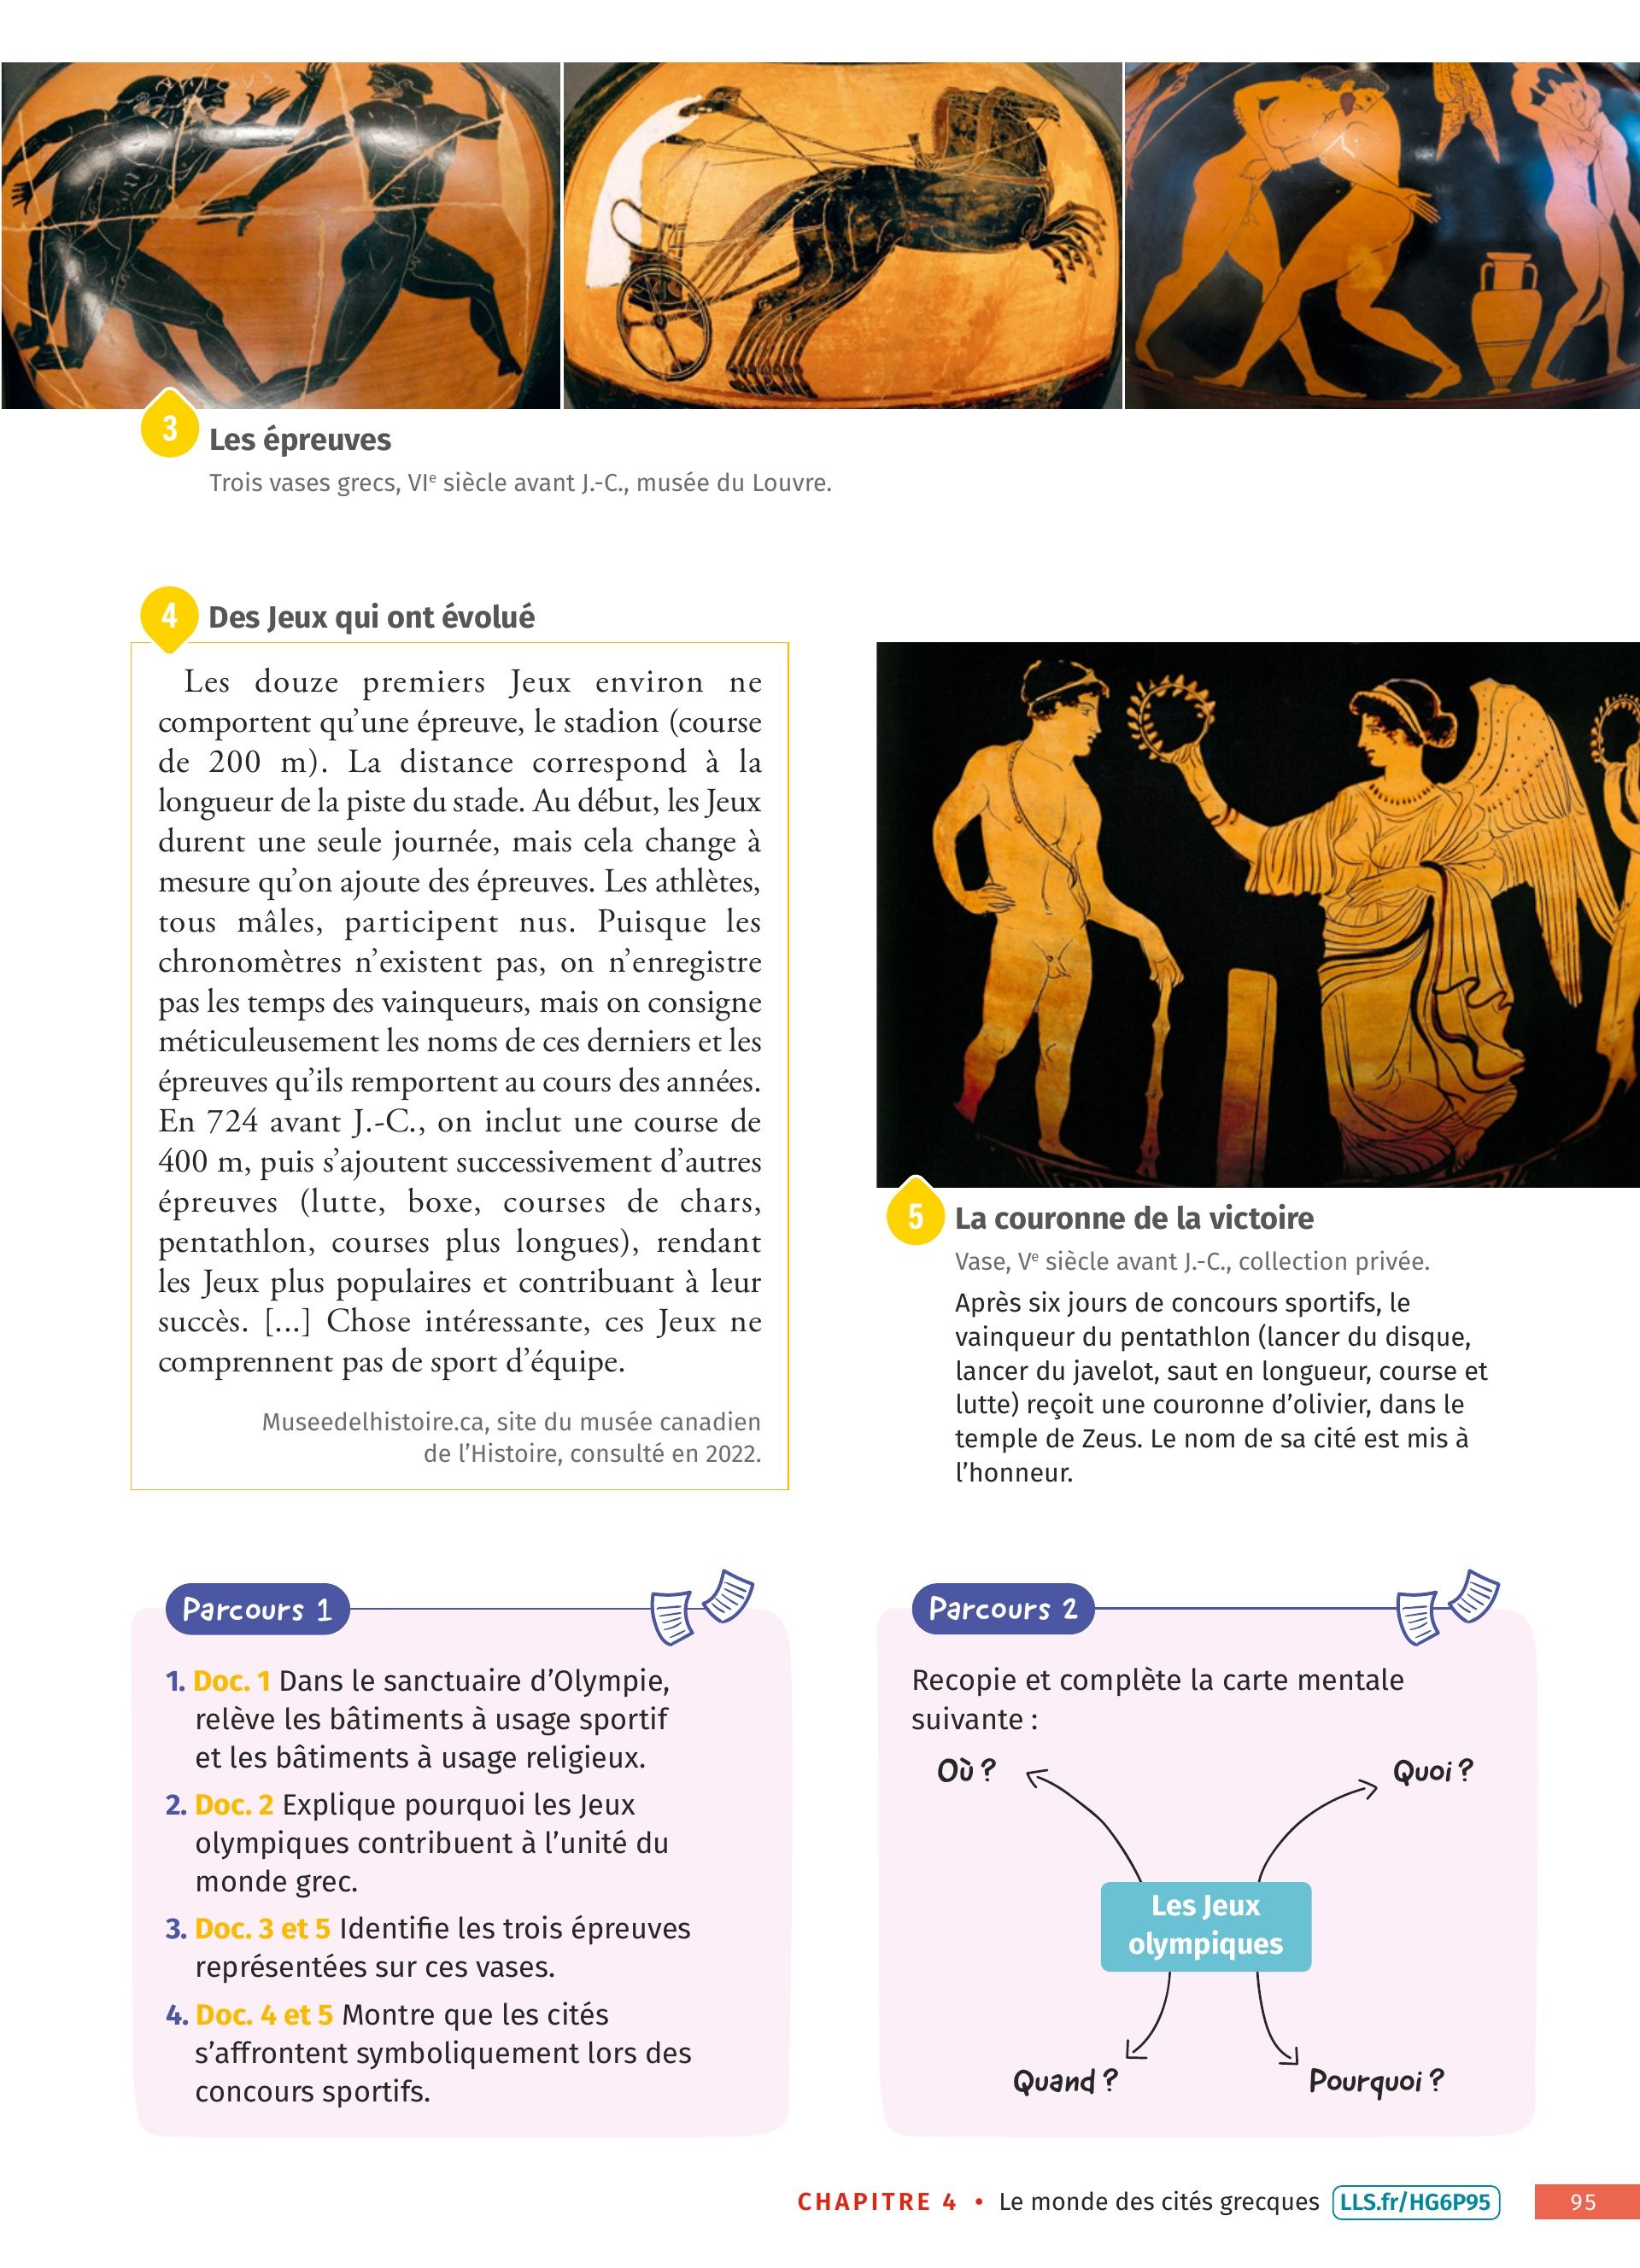 3
Les épreuves
Trois vases grecs, VIe siècle avant J.-C., musée du Louvre.
4
Des Jeux qui ont évolué
Les douze premiers Jeux environ ne
comportent qu’une épreuve, le stadion (course
de 200 m). La distance correspond à la
longueur de la piste du stade. Au début, les Jeux
durent une seule journée, mais cela change à
mesure qu’on ajoute des épreuves. Les athlètes,
tous mâles, participent nus. Puisque les
chronomètres n’existent pas, on n’enregistre
pas les temps des vainqueurs, mais on consigne
méticuleusement les noms de ces derniers et les
épreuves qu’ils remportent au cours des années.
En 724 avant J.-C., on inclut une course de
400 m, puis s’ajoutent successivement d’autres
épreuves (lutte, boxe, courses de chars,
pentathlon, courses plus longues), rendant
les Jeux plus populaires et contribuant à leur
succès. [...] Chose intéressante, ces Jeux ne
comprennent pas de sport d’équipe.
Museedelhistoire.ca, site du musée canadien
de l’Histoire, consulté en 2022.
5
La couronne de la victoire
Vase, Ve siècle avant J.-C., collection privée.
Après six jours de concours sportifs, le
vainqueur du pentathlon (lancer du disque,
lancer du javelot, saut en longueur, course et
lutte) reçoit une couronne d’olivier, dans le
temple de Zeus. Le nom de sa cité est mis à
l’honneur.
Parcours 1
1. Doc. 1 Dans le sanctuaire d’Olympie,
relève les bâtiments à usage sportif
et les bâtiments à usage religieux.
2. Doc. 2 Explique pourquoi les Jeux
olympiques contribuent à l’unité du
monde grec.
3. Doc. 3 et 5 Identifie les trois épreuves
représentées sur ces vases.
4. Doc. 4 et 5 Montre que les cités
s’affrontent symboliquement lors des
concours sportifs.
Parcours 2
Recopie et complète la carte mentale
suivante :
Où ?
Quoi ?
Les Jeux
olympiques
Quand ?
Pourquoi ?
CHAPITRE 4 • Le monde des cités grecques LLS.fr/HG6P95 95